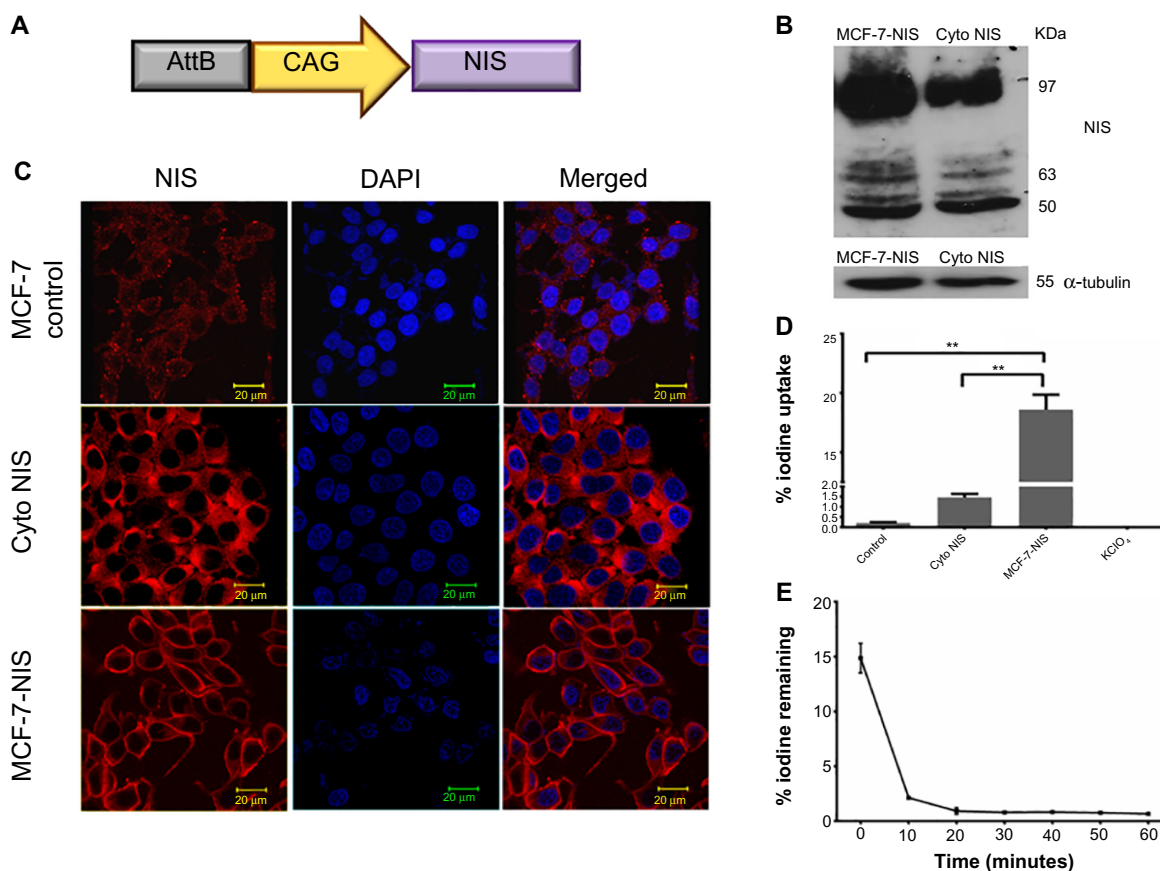 A
AttB CAG NIS
B
MCF-7-NIS Cyto NIS KDa
97
NIS
63
50
MCF-7-NIS Cyto NIS
55 α-tubulin
C
NIS DAPI Merged
MCF-7 control
20 μm 20 μm 20 μm
Cyto NIS
20 μm 20 μm 20 μm
MCF-7-NIS
20 μm 20 μm 20 μm
D
% iodine uptake
25
20
15
2.0
1.5
1.0
0.5
0.0
**
**
Control Cyto NIS MCF-7-NIS KClO4
E
% iodine remaining
20
15
10
5
0
0 10 20 30 40 50 60
Time (minutes)